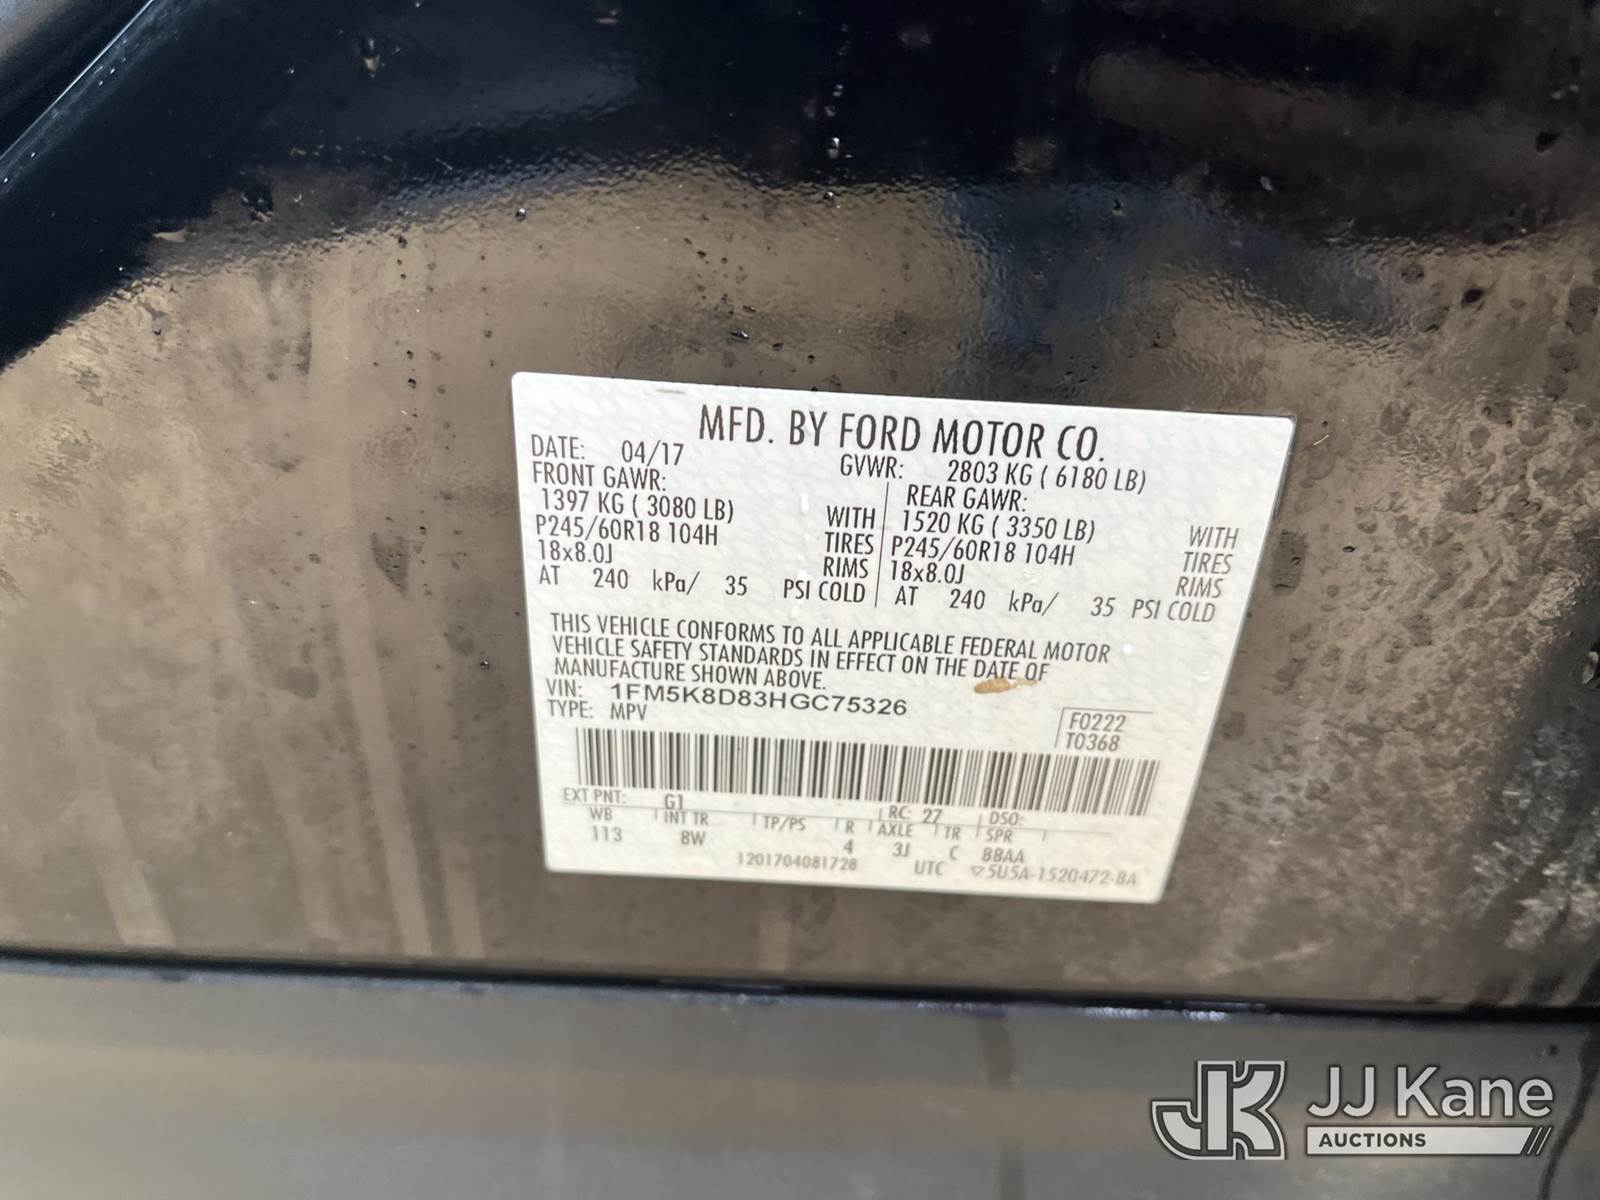 MFD. BY FORD MOTOR CO.
DATE: 04/17 GVWR: 2803 KG ( 6180 LB)
FRONT GAWR: REAR GAWR:
1397 KG ( 3080 LB) WITH 1520 KG ( 3350 LB) WITH
P245/60R18 104H TIRES P245/60R18 104H TIRES
18x8.0J RIMS 18x8.0J RIMS
AT 240 kPa/ 35 PSI COLD AT 240 kPa/ 35 PSI COLD
THIS VEHICLE CONFORMS TO ALL APPLICABLE FEDERAL MOTOR
VEHICLE SAFETY STANDARDS IN EFFECT ON THE DATE OF
MANUFACTURE SHOWN ABOVE.
VIN: 1FM5K8D83HGC75326
TYPE: MPV
F0222
T0368
EXT PNT: G1 RC: 27 DSO:
WB INT TR TP/PS R AXLE TR SPR
113 8W 4 3J C BBAA
1201704081728 UTC ▽5U5A-1520472-BA
JK JJ Kane
AUCTIONS